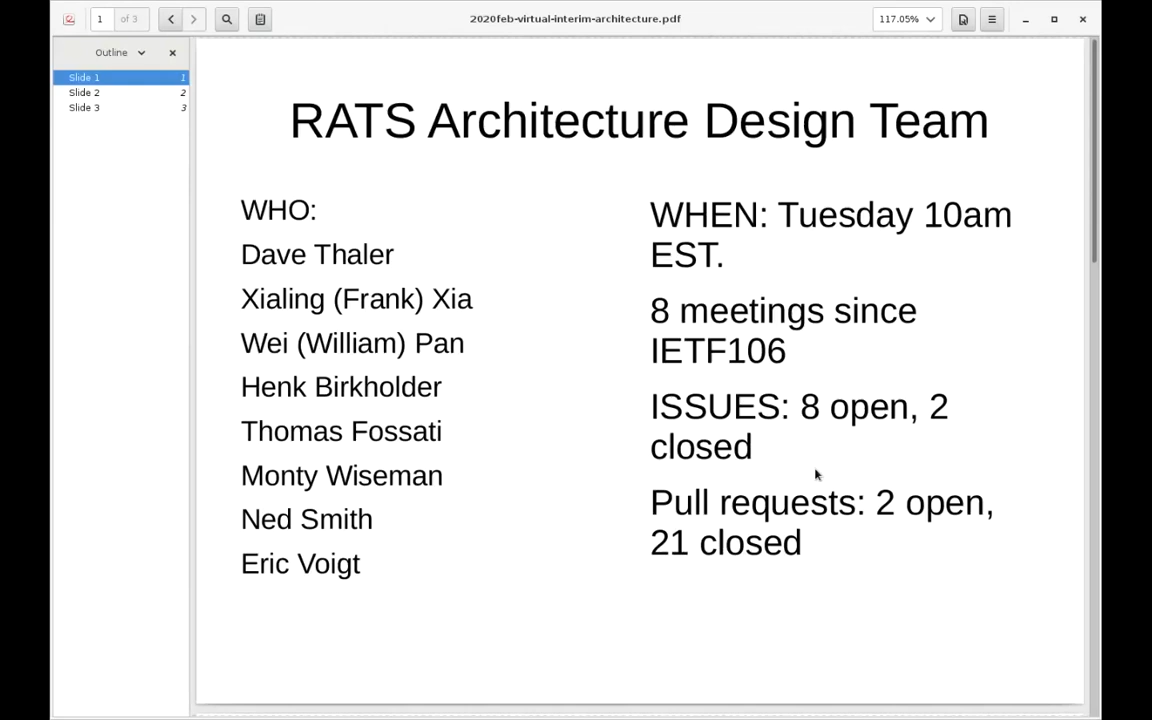 1 of 3
2020feb-virtual-interim-architecture.pdf
117.05%
Outline
Slide 1 1
Slide 2 2
Slide 3 3
RATS Architecture Design Team
WHO:
Dave Thaler
Xialing (Frank) Xia
Wei (William) Pan
Henk Birkholder
Thomas Fossati
Monty Wiseman
Ned Smith
Eric Voigt
WHEN: Tuesday 10am
EST.
8 meetings since
IETF106
ISSUES: 8 open, 2
closed
Pull requests: 2 open,
21 closed